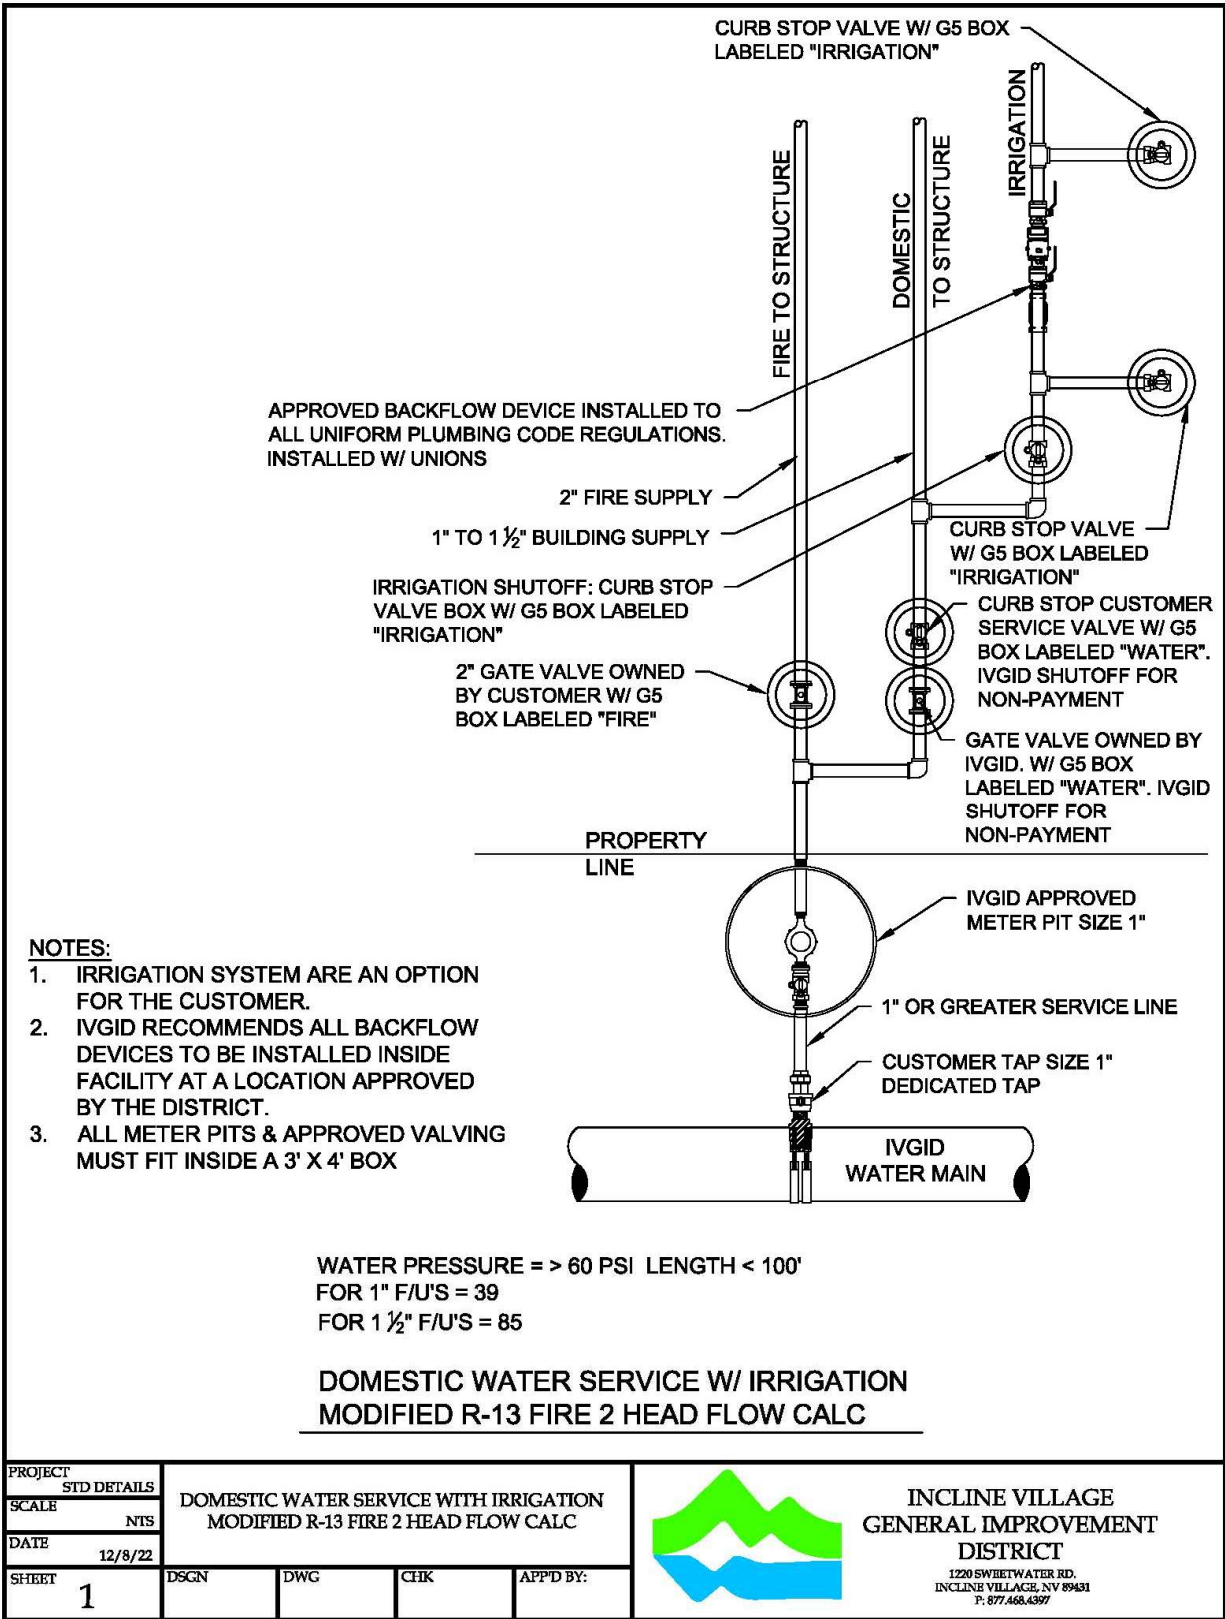 CURB STOP VALVE W/ G5 BOX
LABELED "IRRIGATION"
IRRIGATION
FIRE TO STRUCTURE
DOMESTIC
TO STRUCTURE
APPROVED BACKFLOW DEVICE INSTALLED TO
ALL UNIFORM PLUMBING CODE REGULATIONS.
INSTALLED W/ UNIONS
2" FIRE SUPPLY
1" TO 1 ½" BUILDING SUPPLY
IRRIGATION SHUTOFF: CURB STOP
VALVE BOX W/ G5 BOX LABELED
"IRRIGATION"
2" GATE VALVE OWNED
BY CUSTOMER W/ G5
BOX LABELED "FIRE"
CURB STOP VALVE
W/ G5 BOX LABELED
"IRRIGATION"
CURB STOP CUSTOMER
SERVICE VALVE W/ G5
BOX LABELED "WATER".
IVGID SHUTOFF FOR
NON-PAYMENT
GATE VALVE OWNED BY
IVGID. W/ G5 BOX
LABELED "WATER". IVGID
SHUTOFF FOR
NON-PAYMENT
PROPERTY
LINE
IVGID APPROVED
METER PIT SIZE 1"
1" OR GREATER SERVICE LINE
CUSTOMER TAP SIZE 1"
DEDICATED TAP
IVGID
WATER MAIN
NOTES:
1. IRRIGATION SYSTEM ARE AN OPTION
FOR THE CUSTOMER.
2. IVGID RECOMMENDS ALL BACKFLOW
DEVICES TO BE INSTALLED INSIDE
FACILITY AT A LOCATION APPROVED
BY THE DISTRICT.
3. ALL METER PITS & APPROVED VALVING
MUST FIT INSIDE A 3' X 4' BOX
WATER PRESSURE = > 60 PSI LENGTH < 100'
FOR 1" F/U'S = 39
FOR 1 ½" F/U'S = 85
DOMESTIC WATER SERVICE W/ IRRIGATION
MODIFIED R-13 FIRE 2 HEAD FLOW CALC
PROJECT
STD DETAILS
SCALE
NTS
DATE
12/8/22
SHEET
1
DOMESTIC WATER SERVICE WITH IRRIGATION
MODIFIED R-13 FIRE 2 HEAD FLOW CALC
DSGN
DWG
CHK
APP'D BY:
INCLINE VILLAGE
GENERAL IMPROVEMENT
DISTRICT
1220 SWEETWATER RD.
INCLINE VILLAGE, NV 89431
P: 877.468.4397